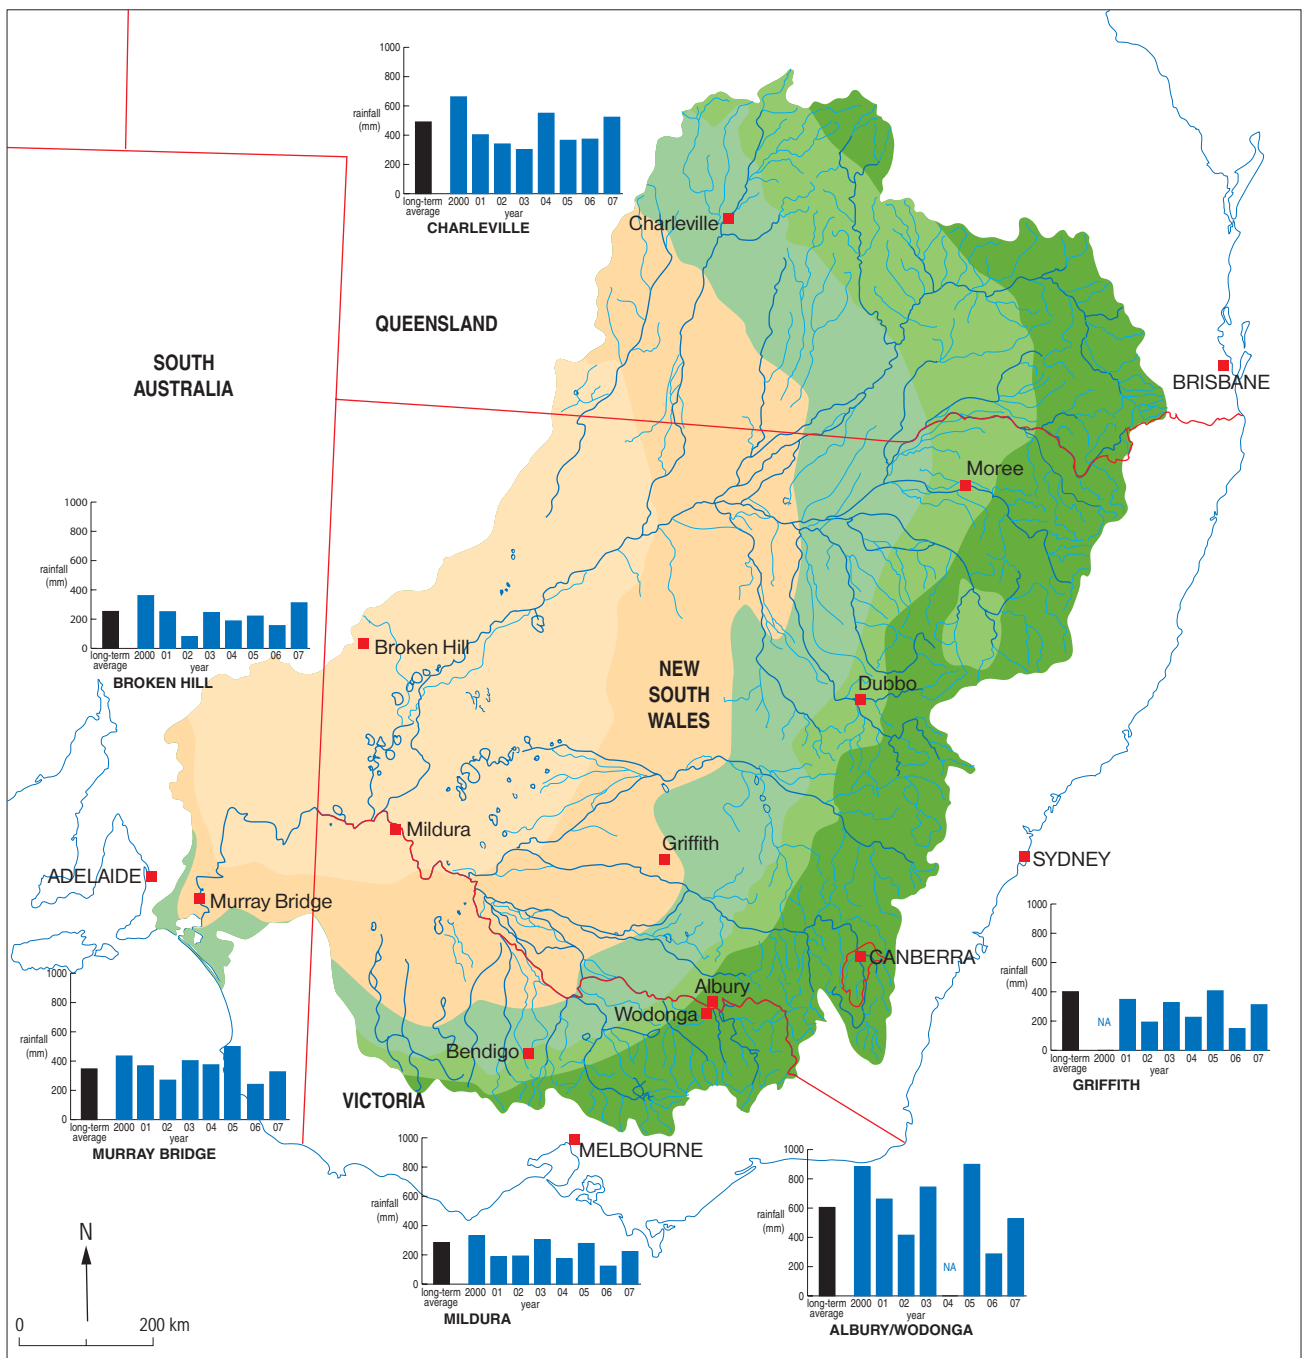 1000
800
600
400
200
0
rainfall
(mm)
long-term
average
2000 01 02 03 04 05 06 07
year
CHARLEVILLE
Charleville
QUEENSLAND
SOUTH
AUSTRALIA
BRISBANE
Moree
1000
800
600
400
200
0
rainfall
(mm)
long-term
average
2000 01 02 03 04 05 06 07
year
BROKEN HILL
Broken Hill
NEW
SOUTH
WALES
Dubbo
Mildura
Griffith
SYDNEY
ADELAIDE
Murray Bridge
CANBERRA
Albury
Wodonga
Bendigo
VICTORIA
MELBOURNE
1000
800
600
400
200
0
rainfall
(mm)
NA
long-term
average
2000 01 02 03 04 05 06 07
year
GRIFFITH
1000
800
600
400
200
0
rainfall
(mm)
long-term
average
2000 01 02 03 04 05 06 07
year
MURRAY BRIDGE
1000
800
600
400
200
0
rainfall
(mm)
long-term
average
2000 01 02 03 04 05 06 07
year
MILDURA
1000
800
600
400
200
0
rainfall
(mm)
NA
long-term
average
2000 01 02 03 04 05 06 07
year
ALBURY/WODONGA
N
0 200 km